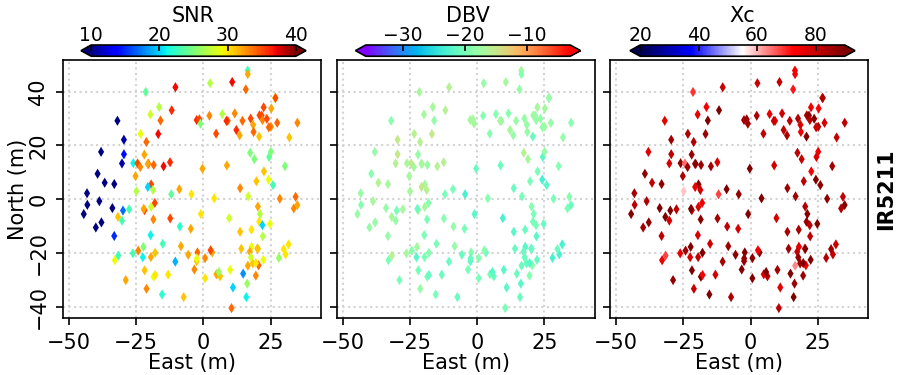 SNR DBV Xc
10 20 30 40 −30 −20 −10 20 40 60 80
40
20
0
−20
−40
North (m)
IR5211
−50 −25 0 25 −50 −25 0 25 −50 −25 0 25
East (m) East (m) East (m)